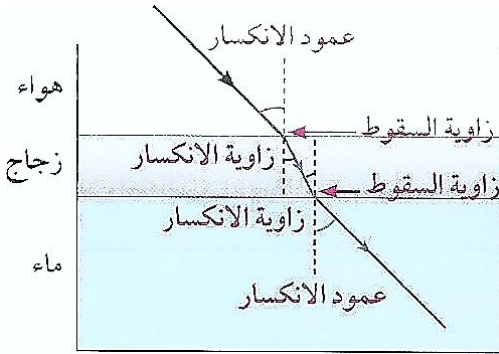 عمود الانكسار
هواء
زاوية السقوط
زاوية الانكسار
زجاج
زاوية السقوط
زاوية الانكسار
ماء
عمود الانكسار